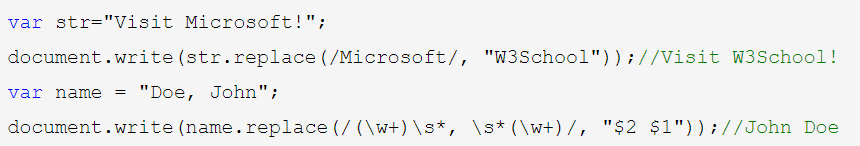 var str="Visit Microsoft!";
document.write(str.replace(/Microsoft/, "W3School"));//Visit W3School!
var name = "Doe, John";
document.write(name.replace(/(\w+)\s*, \s*(\w+)/, "$2 $1"));//John Doe